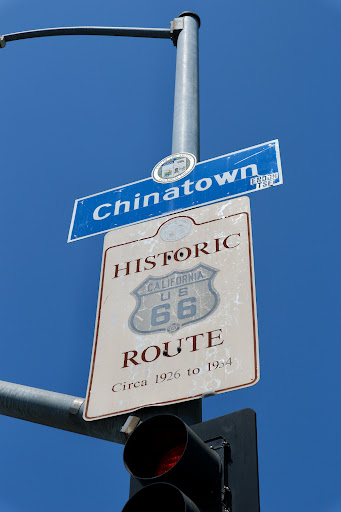 Chinatown
HISTORIC
CALIFORNIA
US
66
ROUTE
Circa 1926 to 1934